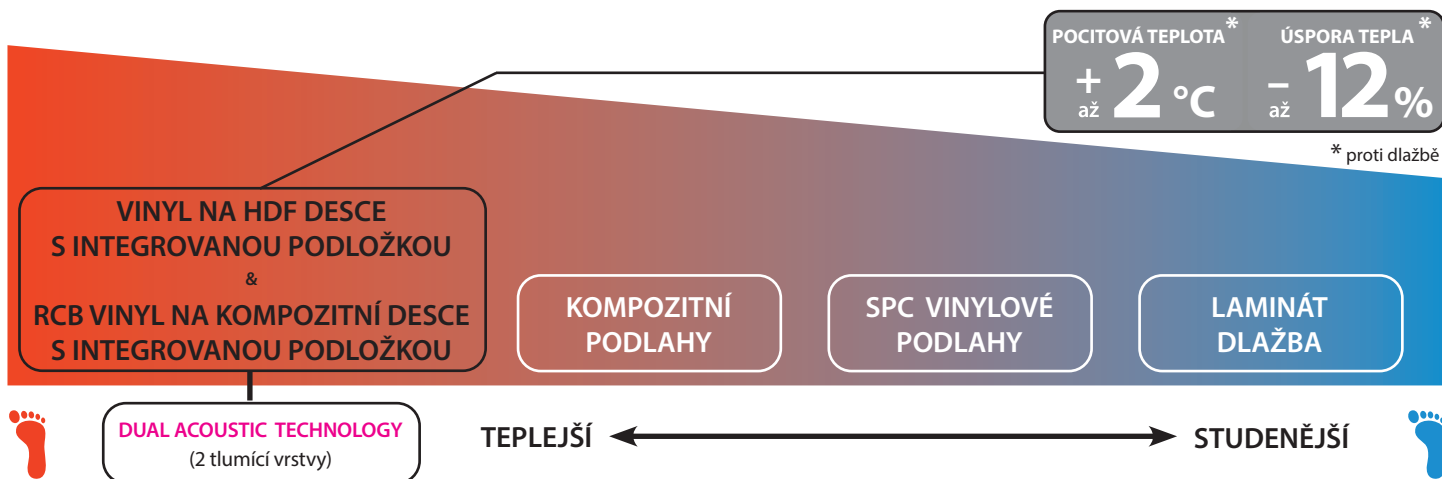 POCITOVÁ TEPLOTA*
+ až 2 °C
ÚSPORA TEPLA*
– až 12 %
* proti dlažbě
VINYL NA HDF DESCE
S INTEGROVANOU PODLOŽKOU
&
RCB VINYL NA KOMPOZITNÍ DESCE
S INTEGROVANOU PODLOŽKOU
KOMPOZITNÍ
PODLAHY
SPC VINYLOVÉ
PODLAHY
LAMINÁT
DLAŽBA
DUAL ACOUSTIC TECHNOLOGY
(2 tlumící vrstvy)
TEPLEJŠÍ
STUDENĚJŠÍ